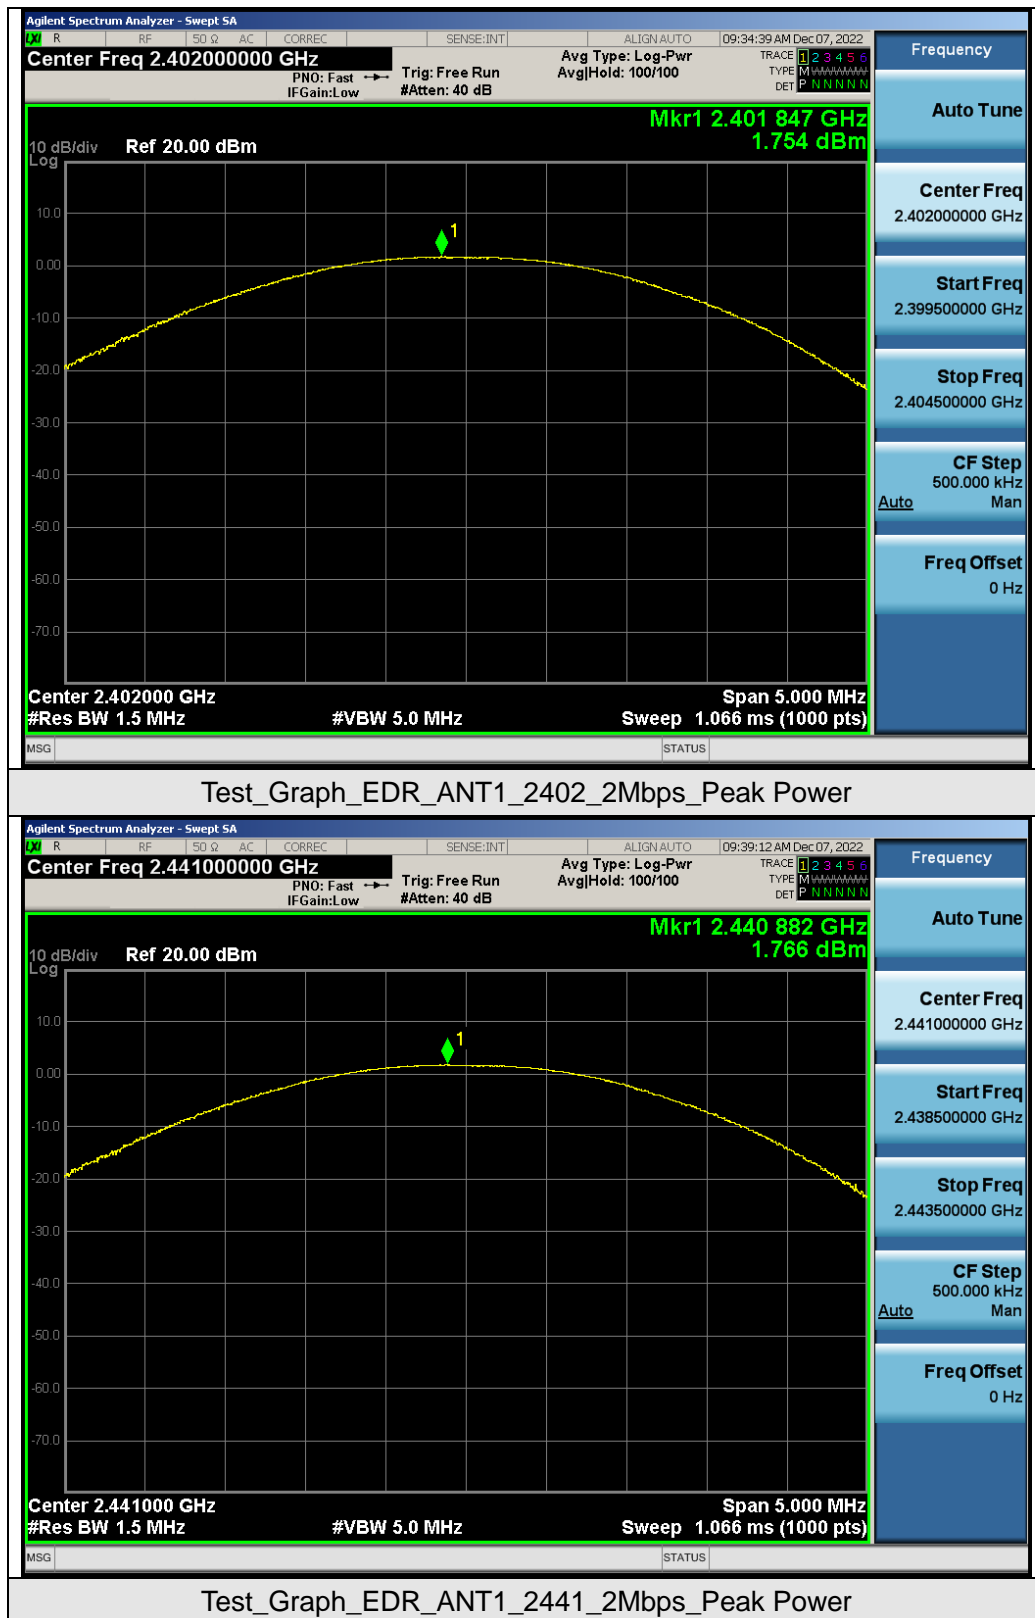 Agilent Spectrum Analyzer - Swept SA
LXI R RF 50 Ω AC CORREC SENSE:INT ALIGN AUTO 09:34:39 AM Dec 07, 2022
Center Freq 2.402000000 GHz
PNO: Fast
IFGain:Low
Trig: Free Run
#Atten: 40 dB
Avg Type: Log-Pwr
Avg|Hold: 100/100
TRACE 1 2 3 4 5 6
TYPE M WWWWW
DET P N N N N N
Mkr1 2.401 847 GHz
1.754 dBm
10 dB/div
Log
Ref 20.00 dBm
10.0
0.00
-10.0
-20.0
-30.0
-40.0
-50.0
-60.0
-70.0
1
Center 2.402000 GHz
Span 5.000 MHz
#Res BW 1.5 MHz
#VBW 5.0 MHz
Sweep 1.066 ms (1000 pts)
MSG
STATUS
Frequency
Auto Tune
Center Freq
2.402000000 GHz
Start Freq
2.399500000 GHz
Stop Freq
2.404500000 GHz
CF Step
500.000 kHz
Auto Man
Freq Offset
0 Hz
Test_Graph_EDR_ANT1_2402_2Mbps_Peak Power
Agilent Spectrum Analyzer - Swept SA
LXI R RF 50 Ω AC CORREC SENSE:INT ALIGN AUTO 09:39:12 AM Dec 07, 2022
Center Freq 2.441000000 GHz
PNO: Fast
IFGain:Low
Trig: Free Run
#Atten: 40 dB
Avg Type: Log-Pwr
Avg|Hold: 100/100
TRACE 1 2 3 4 5 6
TYPE M WWWWW
DET P N N N N N
Mkr1 2.440 882 GHz
1.766 dBm
10 dB/div
Log
Ref 20.00 dBm
10.0
0.00
-10.0
-20.0
-30.0
-40.0
-50.0
-60.0
-70.0
1
Center 2.441000 GHz
Span 5.000 MHz
#Res BW 1.5 MHz
#VBW 5.0 MHz
Sweep 1.066 ms (1000 pts)
MSG
STATUS
Frequency
Auto Tune
Center Freq
2.441000000 GHz
Start Freq
2.438500000 GHz
Stop Freq
2.443500000 GHz
CF Step
500.000 kHz
Auto Man
Freq Offset
0 Hz
Test_Graph_EDR_ANT1_2441_2Mbps_Peak Power